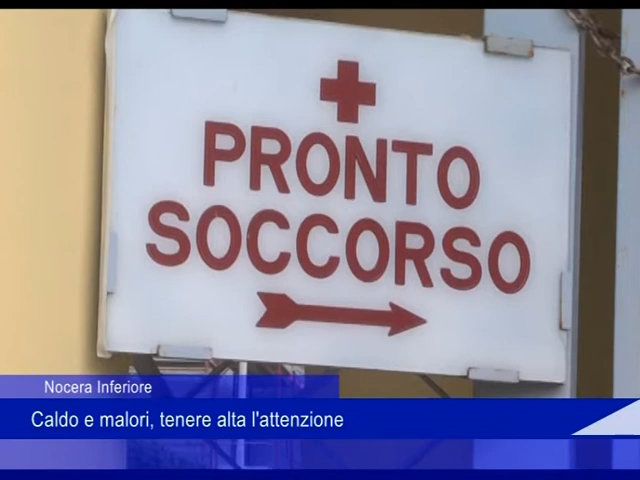 PRONTO
SOCCORSO
Nocera Inferiore
Caldo e malori, tenere alta l'attenzione